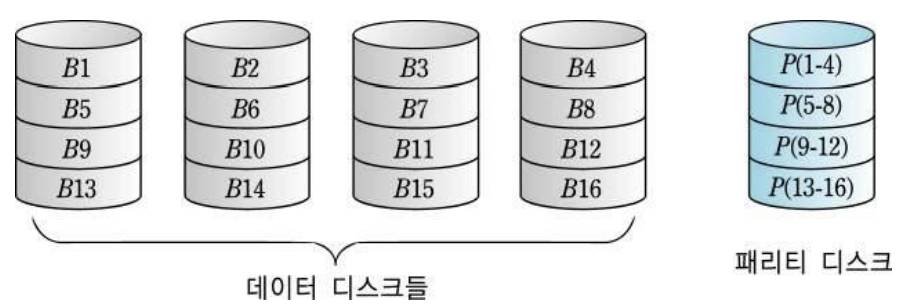 B1 B2 B3 B4 P(1-4)
B5 B6 B7 B8 P(5-8)
B9 B10 B11 B12 P(9-12)
B13 B14 B15 B16 P(13-16)
데이터 디스크들
패리티 디스크